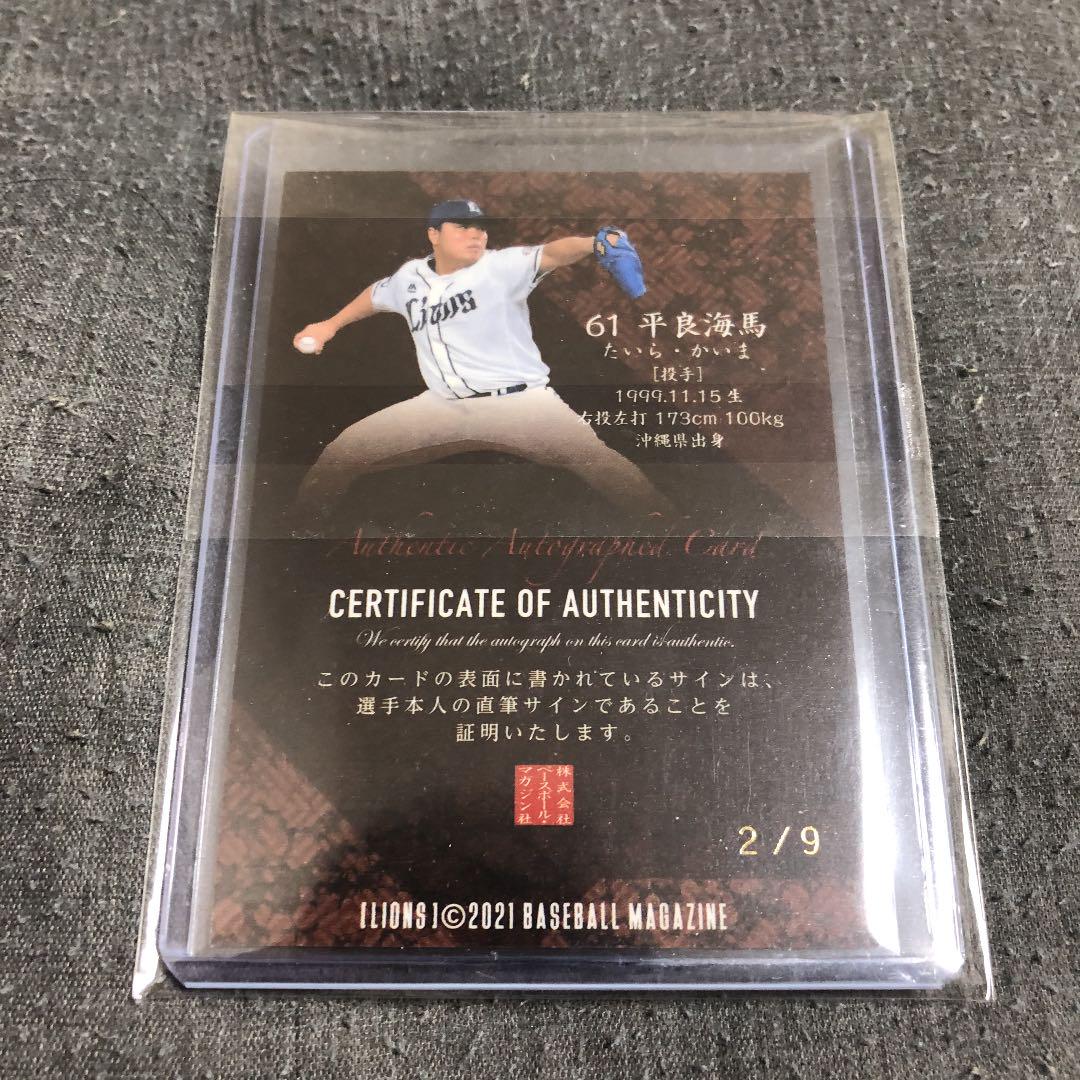 Lions
61 平良海馬
たいら・かいま
[投手]
1999.11.15生
右投左打 173cm 100kg
沖縄県出身
Authentic Autographed Card
CERTIFICATE OF AUTHENTICITY
We certify that the autograph on this card is authentic.
このカードの表面に書かれているサインは、
選手本人の直筆サインであることを
証明いたします。
株式会社
ベースボール・
マガジン社
2/9
[LIONS]©2021 BASEBALL MAGAZINE